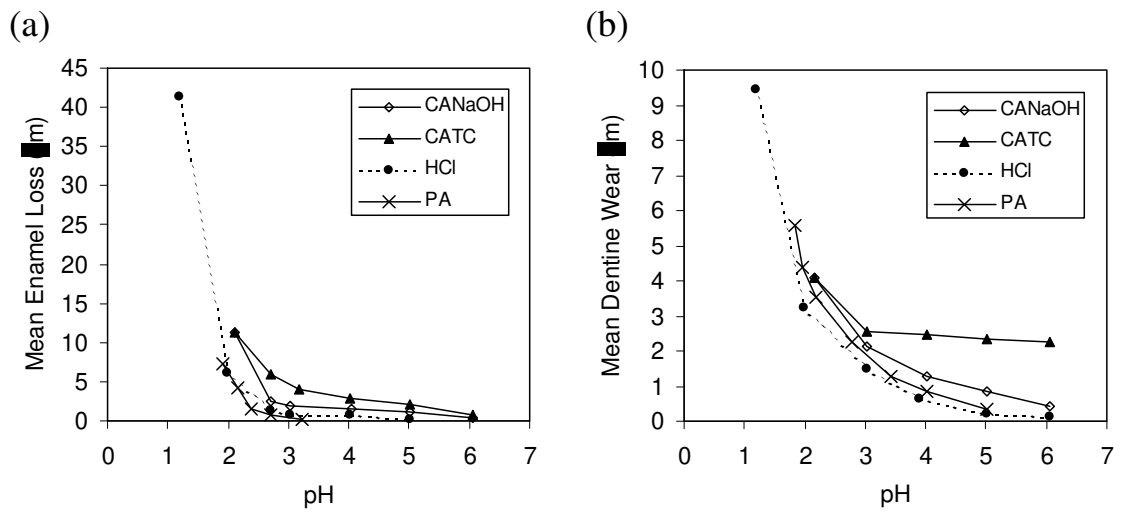 (a)
Mean Enamel Loss m)
45
40
35
30
25
20
15
10
5
0
0 1 2 3 4 5 6 7
pH
CANaOH
CATC
HCl
PA
(b)
Mean Dentine Wear m)
10
9
8
7
6
5
4
3
2
1
0
0 1 2 3 4 5 6 7
pH
CANaOH
CATC
HCl
PA